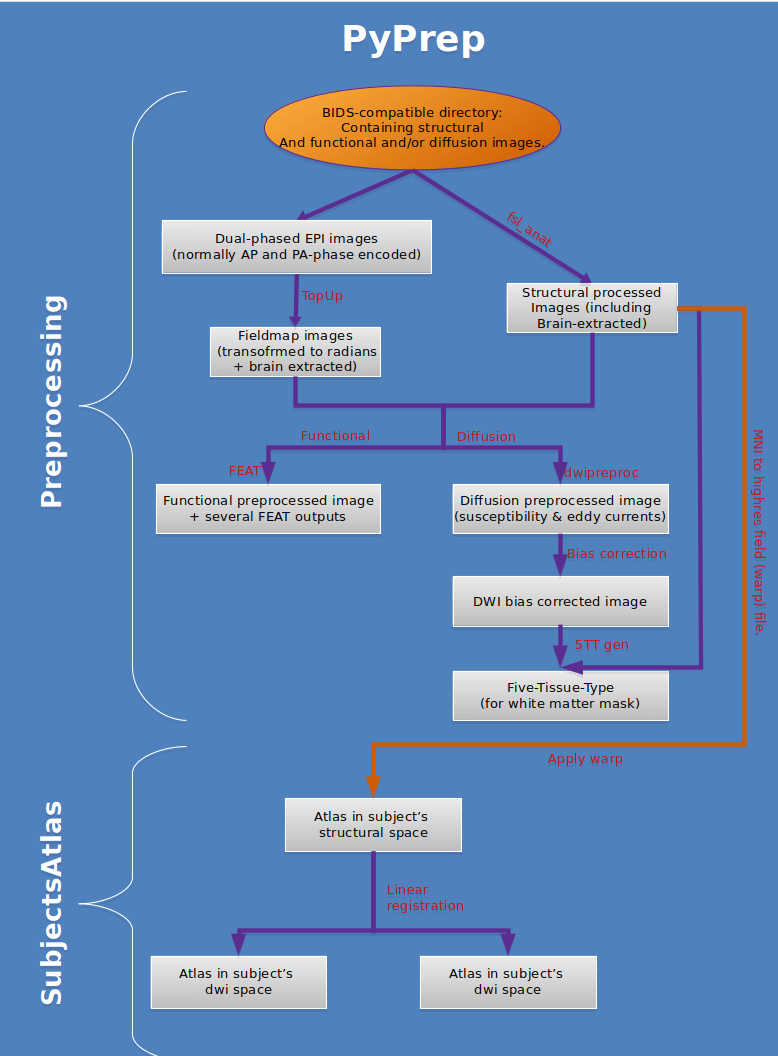 PyPrep
BIDS-compatible directory:
Containing structural
And functional and/or diffusion images.
fsl_anat
Dual-phased EPI images
(normally AP and PA-phase encoded)
TopUp
Structural processed
Images (including
Brain-extracted)
Fieldmap images
(transofrmed to radians
+ brain extracted)
Preprocessing
Functional
Diffusion
FEAT
dwipreproc
MNI to highres field (warp) file.
Functional preprocessed image
+ several FEAT outputs
Diffusion preprocessed image
(susceptibility & eddy currents)
Bias correction
DWI bias corrected image
5TT gen
Five-Tissue-Type
(for white matter mask)
Apply warp
SubjectsAtlas
Atlas in subject’s
structural space
Linear
registration
Atlas in subject’s
dwi space
Atlas in subject’s
dwi space